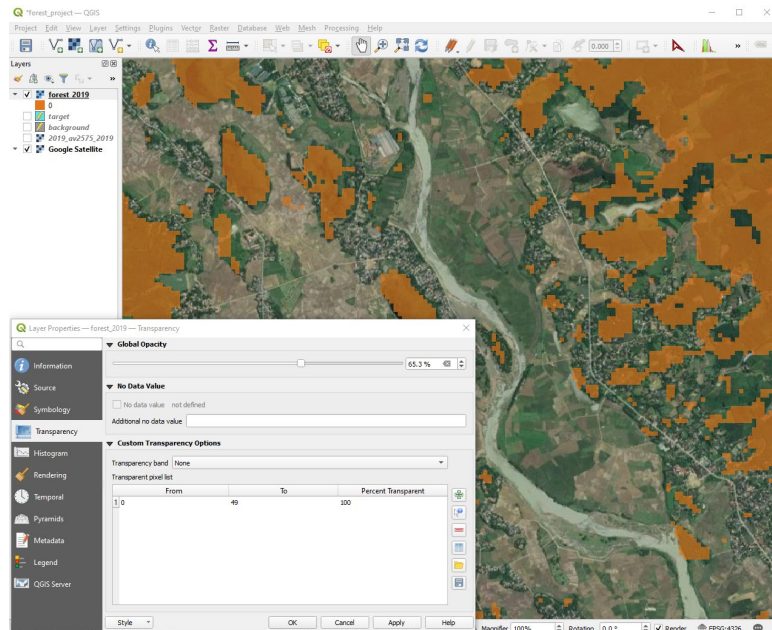 *forest_project — QGIS
Project Edit View Layer Settings Plugins Vector Raster Database Web Mesh Processing Help
0.000
»
Layers
»
forest_2019
0
target
background
2019_av2575_2019
Google Satellite
Layer Properties — forest_2019 — Transparency
Information
Source
Symbology
Transparency
Histogram
Rendering
Temporal
Pyramids
Metadata
Legend
QGIS Server
Global Opacity
65.3 %
No Data Value
No data value not defined
Additional no data value
Custom Transparency Options
Transparency band None
Transparent pixel list
From To Percent Transparent
1 0 49 100
Style OK Cancel Apply Help
Magnifier 100% Rotation 0.0 ° Render EPSG:4326